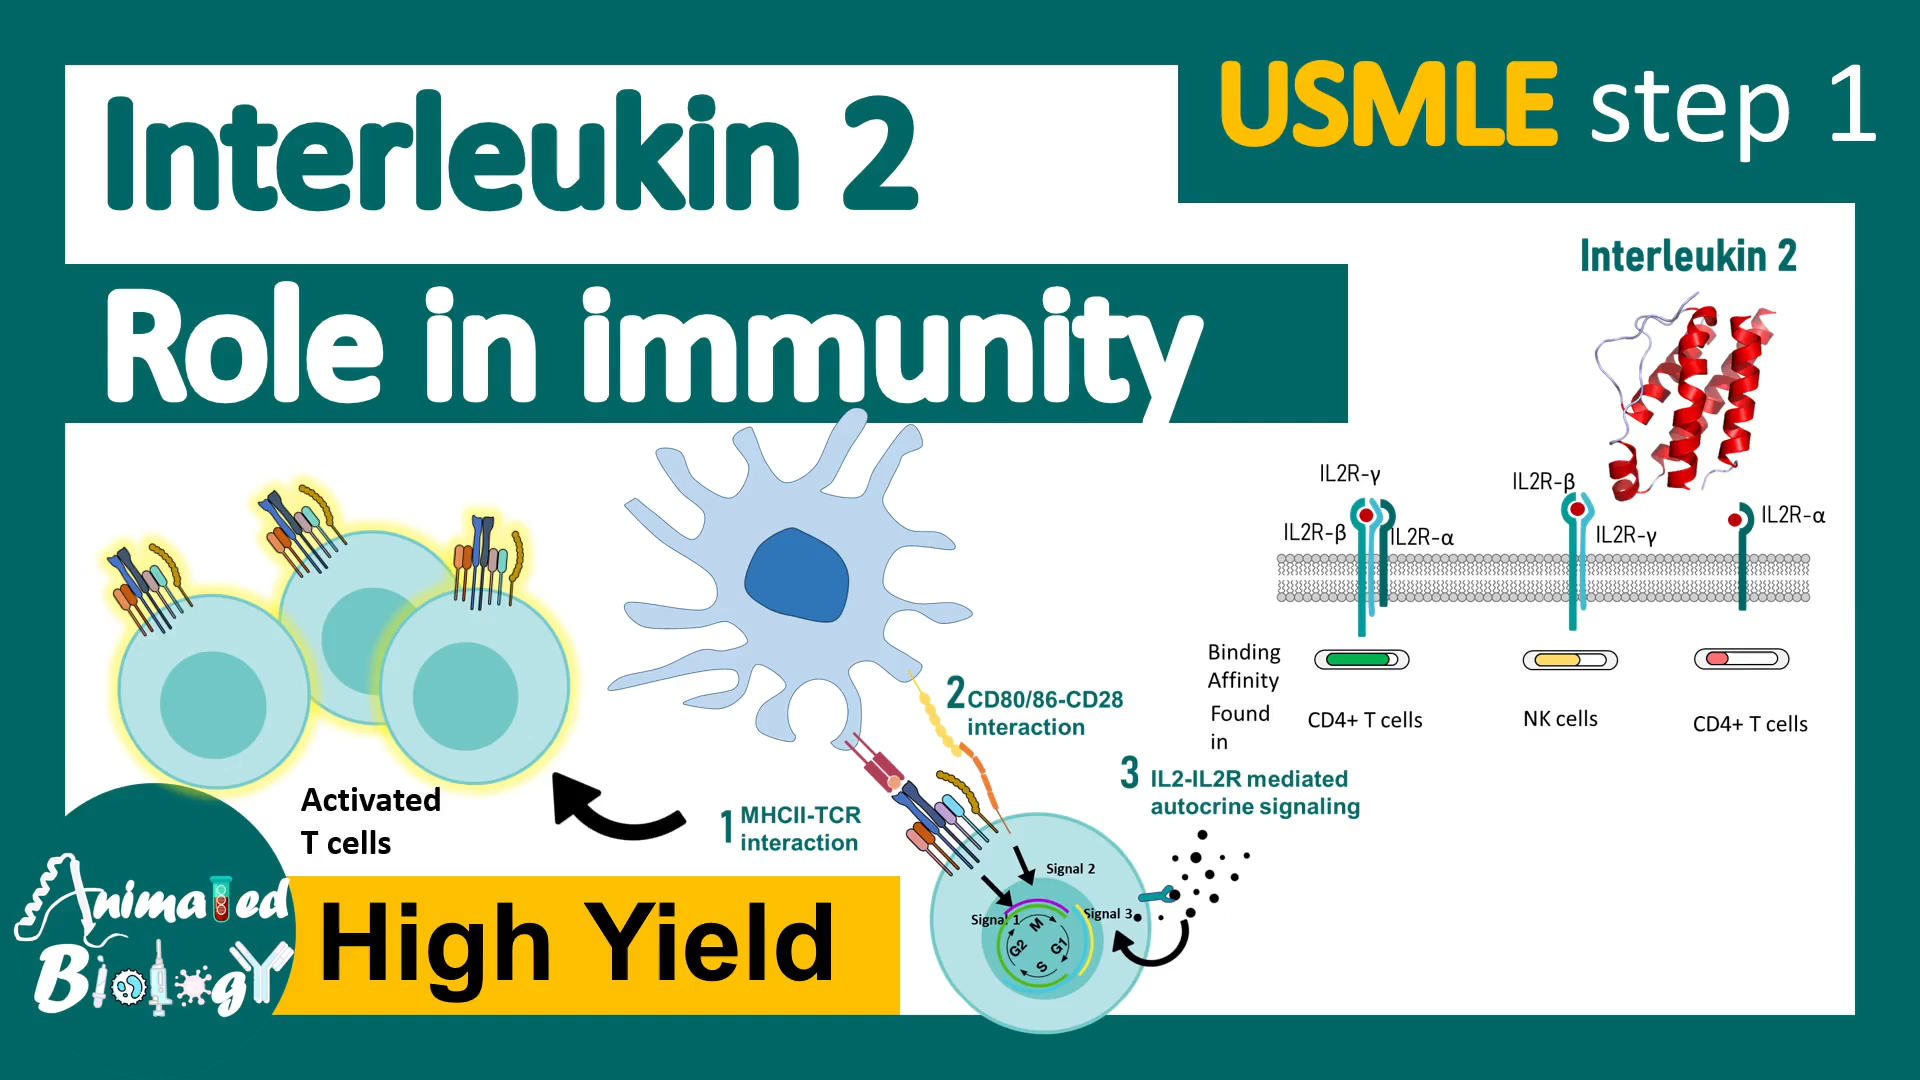 Interleukin 2
USMLE step 1
Role in immunity
Interleukin 2
IL2R-γ
IL2R-β
IL2R-α
IL2R-β
IL2R-γ
IL2R-α
Binding
Affinity
Found
in
CD4+ T cells
NK cells
CD4+ T cells
2 CD80/86-CD28
interaction
3 IL2-IL2R mediated
autocrine signaling
1 MHCII-TCR
interaction
Activated
T cells
Signal 2
Signal 1
Signal 3
M
G1
S
G2
High Yield
Animated
Biology